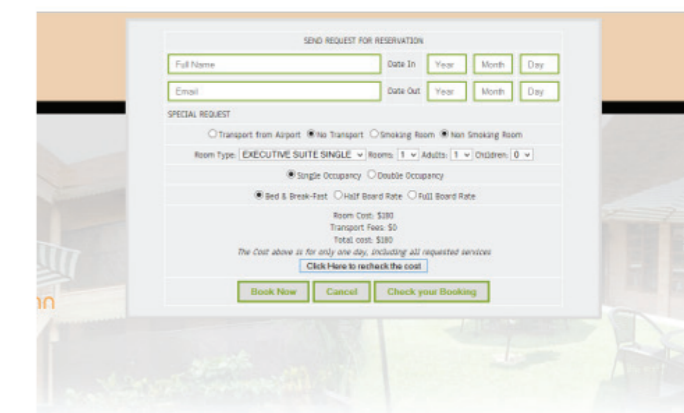 SEND REQUEST FOR RESERVATION
Full Name Date In Year Month Day
Email Date Out Year Month Day
SPECIAL REQUEST
Transport from Airport No Transport Smoking Room Non Smoking Room
Room Type: EXECUTIVE SUITE SINGLE Rooms: 1 Adults: 1 Children: 0
Single Occupancy Double Occupancy
Bed & Break-Fast Half Board Rate Full Board Rate
Room Cost: $180
Transport Fees: $0
Total cost: $180
The Cost above is for only one day, including all requested services
Click Here to recheck the cost
Book Now Cancel Check your Booking